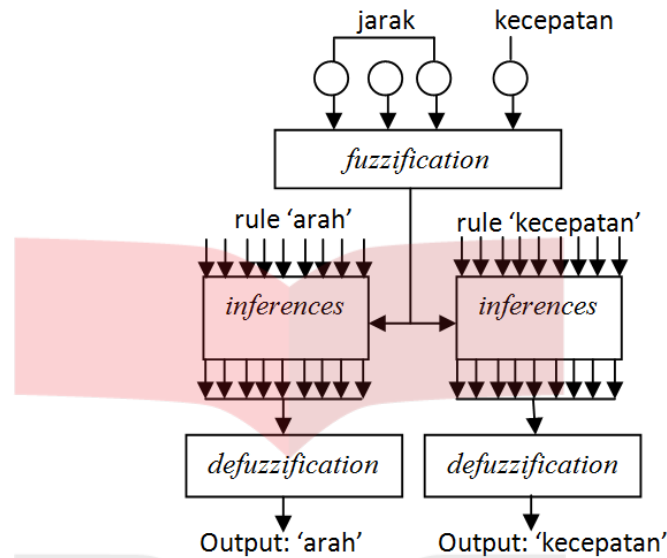 jarak kecepatan
fuzzification
rule ‘arah’ rule ‘kecepatan’
inferences inferences
defuzzification defuzzification
Output: ‘arah’ Output: ‘kecepatan’